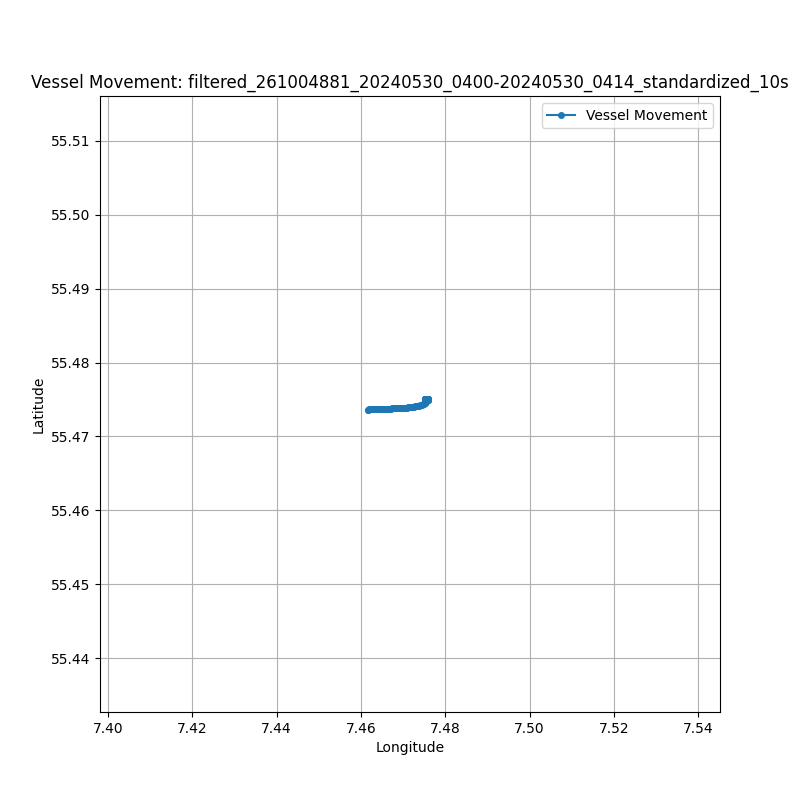 Vessel Movement: filtered_261004881_20240530_0400-20240530_0414_standardized_10s
Vessel Movement
55.51
55.50
55.49
55.48
55.47
55.46
55.45
55.44
Latitude
7.40 7.42 7.44 7.46 7.48 7.50 7.52 7.54
Longitude